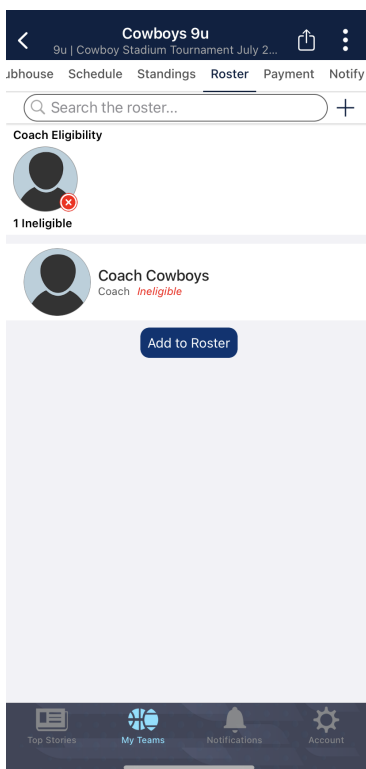 Cowboys 9u
9u | Cowboy Stadium Tournament July 2...
ubhouse Schedule Standings Roster Payment Notify
Search the roster...
Coach Eligibility
1 Ineligible
Coach Cowboys
Coach Ineligible
Add to Roster
Top Stories My Teams Notifications Account